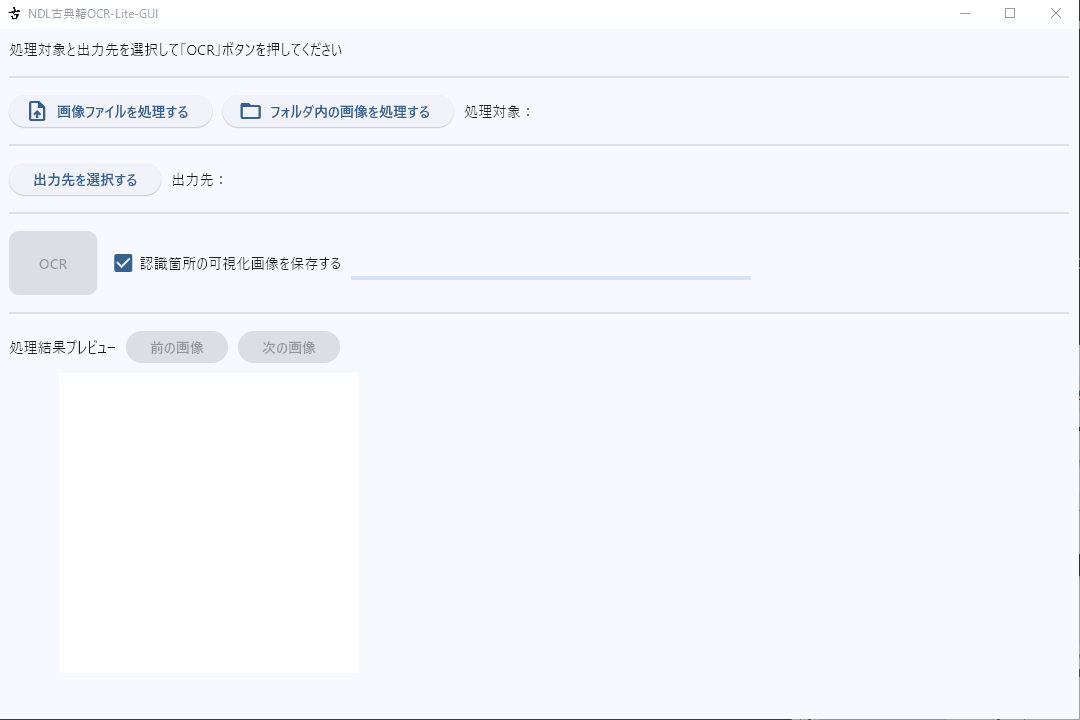 古 NDL古典籍OCR-Lite-GUI
処理対象と出力先を選択して「OCR」ボタンを押してください
画像ファイルを処理する フォルダ内の画像を処理する 処理対象：
出力先を選択する 出力先：
OCR 認識箇所の可視化画像を保存する
処理結果プレビュー 前の画像 次の画像